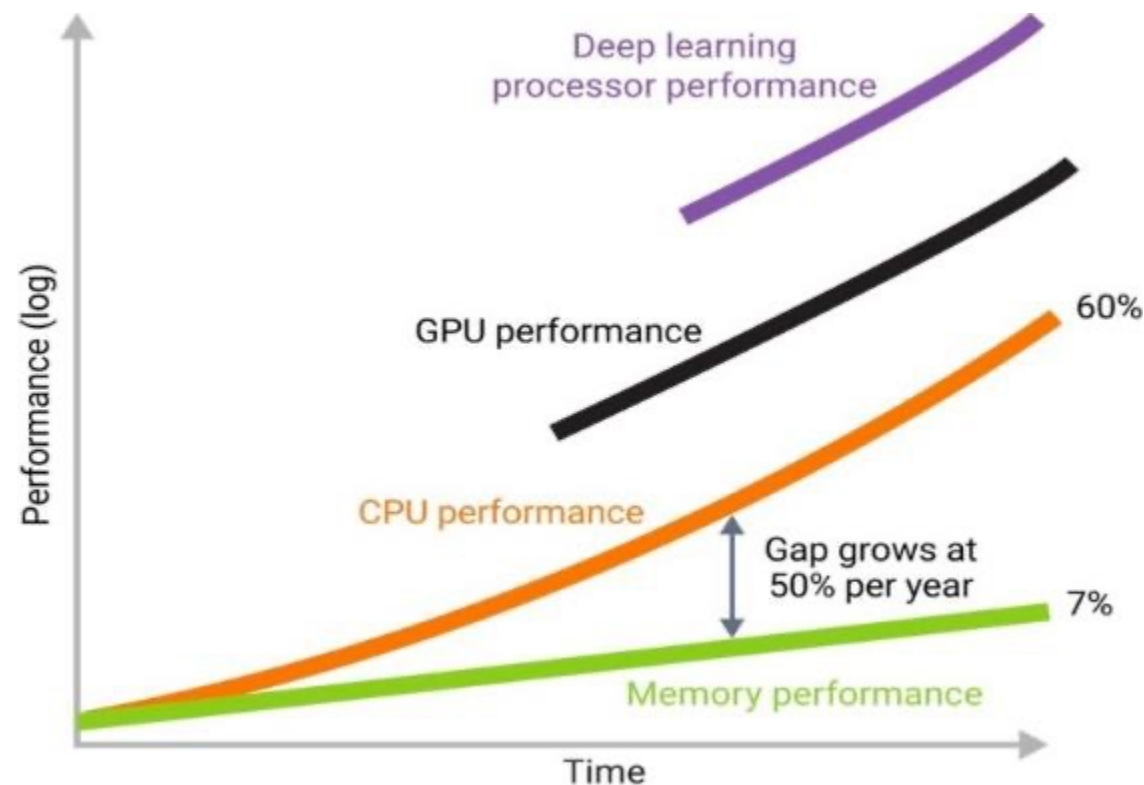 Deep learning
processor performance
60%
GPU performance
Performance (log)
CPU performance
Gap grows at
50% per year
7%
Memory performance
Time